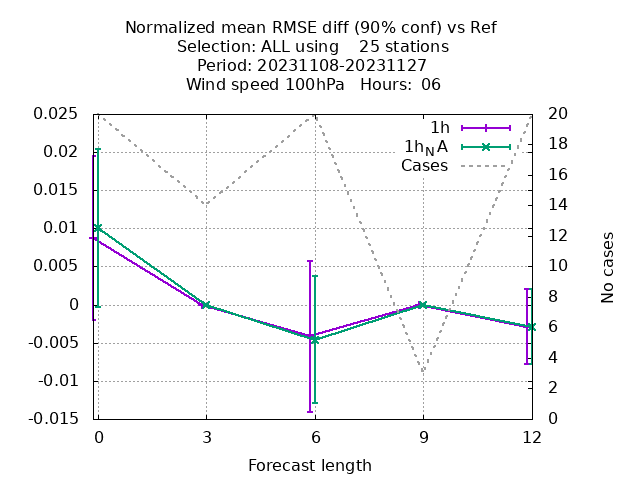 Normalized mean RMSE diff (90% conf) vs Ref
Selection: ALL using    25 stations
Period: 20231108-20231127
Wind speed 100hPa   Hours:  06
1h
1h_N A
Cases
0.025
0.02
0.015
0.01
0.005
0
-0.005
-0.01
-0.015
20
18
16
14
12
10
8
6
4
2
0
No cases
0
3
6
9
12
Forecast length